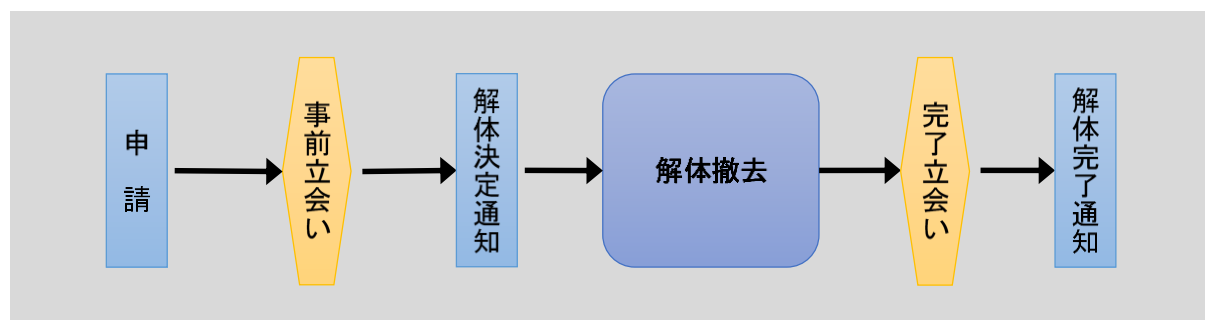 申請
事前立会い
解体決定通知
解体撤去
完了立会い
解体完了通知